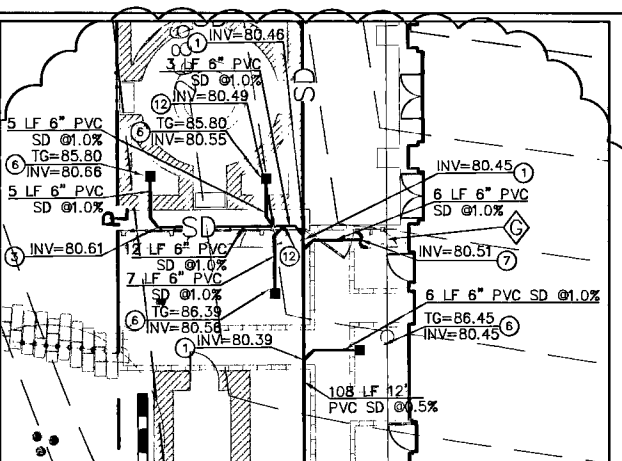 ① INV=80.46
3 LF 6" PVC
SD @1.0%
⑫ INV=80.49
⑥ TG=85.80
INV=80.55
5 LF 6" PVC
SD @1.0%
⑥ TG=85.80
INV=80.66
5 LF 6" PVC
SD @1.0%
SD
SD
PL
③ INV=80.61
12 LF 6" PVC
SD @1.0%
⑫
7 LF 6" PVC
SD @1.0%
⑥ TG=86.39
INV=80.56
① INV=80.39
INV=80.45 ①
6 LF 6" PVC
SD @1.0%
G
INV=80.51 ⑦
6 LF 6" PVC SD @1.0%
TG=86.45
INV=80.45 ⑥
108 LF 12"
PVC SD @0.5%